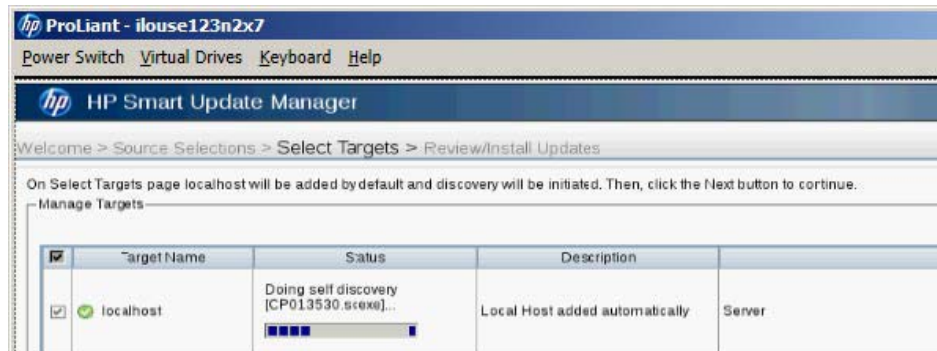 hp ProLiant - ilouse123n2x7
Power Switch Virtual Drives Keyboard Help
hp HP Smart Update Manager
Welcome > Source Selections > Select Targets > Review/Install Updates
On Select Targets page localhost will be added by default and discovery will be initiated. Then, click the Next button to continue.
Manage Targets
Target Name Status Description
Doing self discovery
[CP013530.scexe]...
localhost Local Host added automatically Server